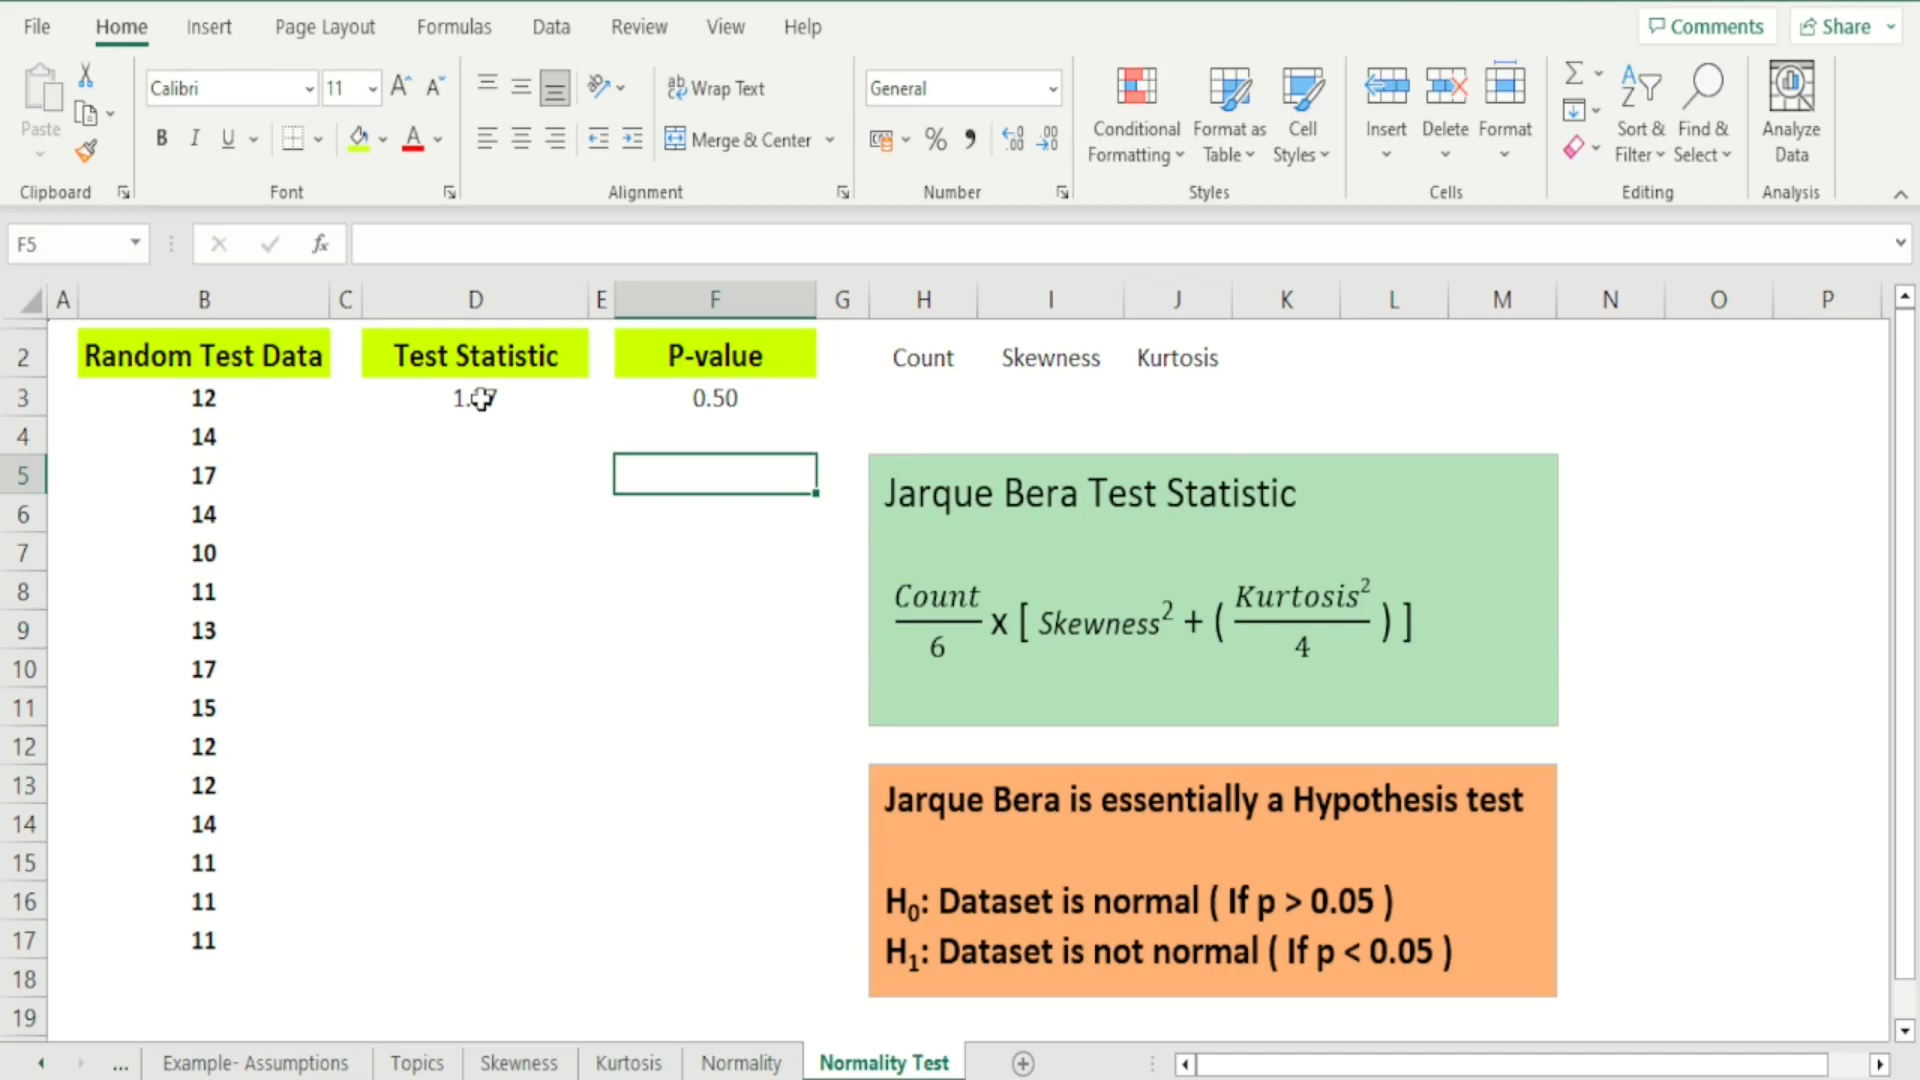 File Home Insert Page Layout Formulas Data Review View Help Comments Share
Calibri 11 Wrap Text General
Paste B I U Merge & Center % Conditional Formatting Format as Table Cell Styles Insert Delete Format Sort & Filter Find & Select Analyze Data
Clipboard Font Alignment Number Styles Cells Editing Analysis
F5 fx
A B C D E F G H I J K L M N O P
2 Random Test Data Test Statistic P-value Count Skewness Kurtosis
3 12 0.50
4 14
5 17
6 14
7 10
8 11
9 13
10 17
11 15
12 12
13 12
14 14
15 11
16 11
17 11
18
19
Jarque Bera Test Statistic
Count/6 x [ Skewness² + ( Kurtosis²/4 ) ]
Jarque Bera is essentially a Hypothesis test
H₀: Dataset is normal ( If p > 0.05 )
H₁: Dataset is not normal ( If p < 0.05 )
... Example- Assumptions Topics Skewness Kurtosis Normality Normality Test